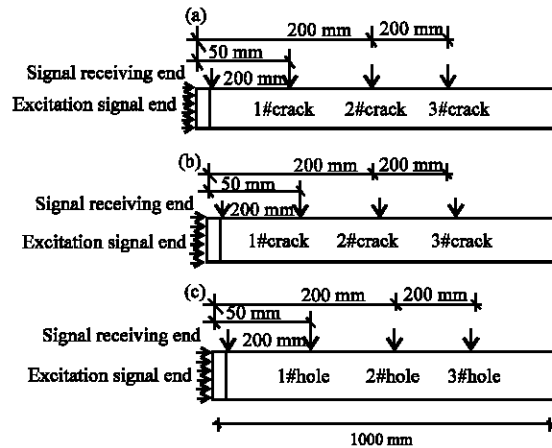 (a)
200 mm 200 mm
50 mm
Signal receiving end
200 mm
Excitation signal end
1#crack 2#crack 3#crack
(b)
200 mm 200 mm
50 mm
Signal receiving end
200 mm
Excitation signal end
1#crack 2#crack 3#crack
(c)
200 mm 200 mm
50 mm
Signal receiving end
200 mm
Excitation signal end
1#hole 2#hole 3#hole
1000 mm